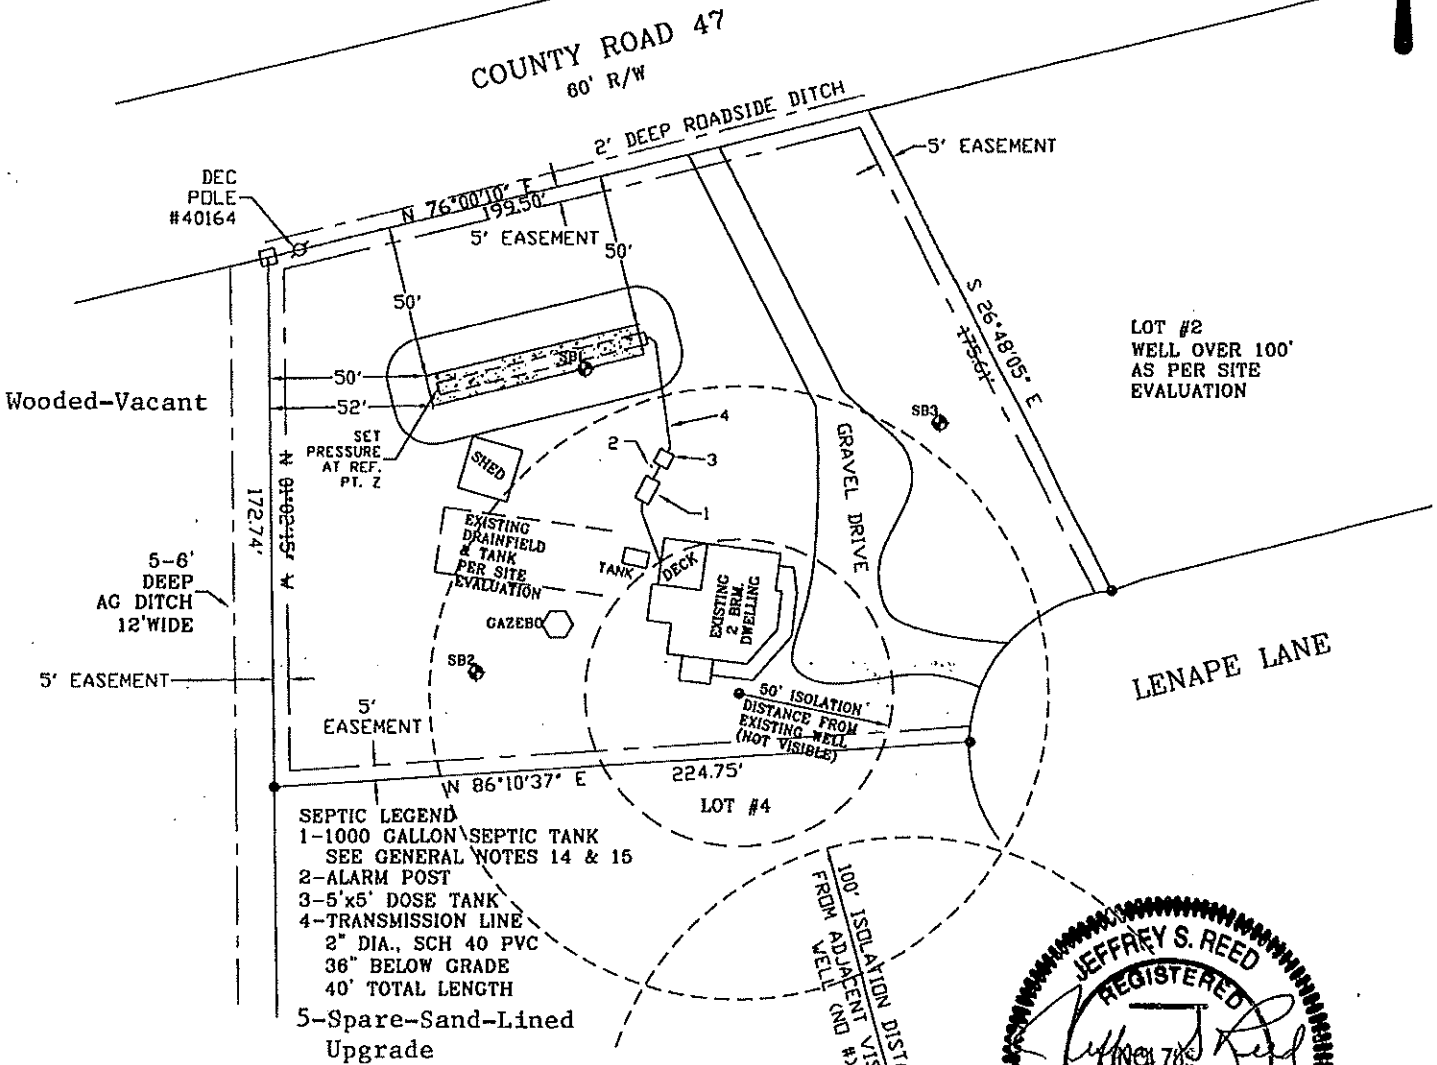 COUNTY ROAD 47
60' R/W
2' DEEP ROADSIDE DITCH
5' EASEMENT
DEC
POLE
#40164
N 76°00'10" E
199.50'
5' EASEMENT
50'
50'
S 26°48'05" E
175.61'
LOT #2
WELL OVER 100'
AS PER SITE
EVALUATION
SB1
50'
52'
Wooded-Vacant
SET
PRESSURE
AT REF.
PT. Z
SB3
4
2
3
1
SHED
GRAVEL DRIVE
N 01°02'15" W
172.74'
EXISTING
DRAINFIELD
& TANK
PER SITE
EVALUATION
TANK
DECK
EXISTING
2 BRM.
DWELLING
5-6'
DEEP
AG DITCH
12'WIDE
GAZEBO
SB2
5' EASEMENT
LENAPE LANE
5'
EASEMENT
50' ISOLATION
DISTANCE FROM
EXISTING WELL
(NOT VISIBLE)
N 86°10'37" E
224.75'
LOT #4
SEPTIC LEGEND
1-1000 GALLON SEPTIC TANK
SEE GENERAL NOTES 14 & 15
2-ALARM POST
3-5'x5' DOSE TANK
4-TRANSMISSION LINE
2" DIA., SCH 40 PVC
36" BELOW GRADE
40' TOTAL LENGTH
5-Spare-Sand-Lined
Upgrade
100' ISOLATION
FROM ADJACENT
WELL (NO #)
JEFFREY S. REED
REGISTERED